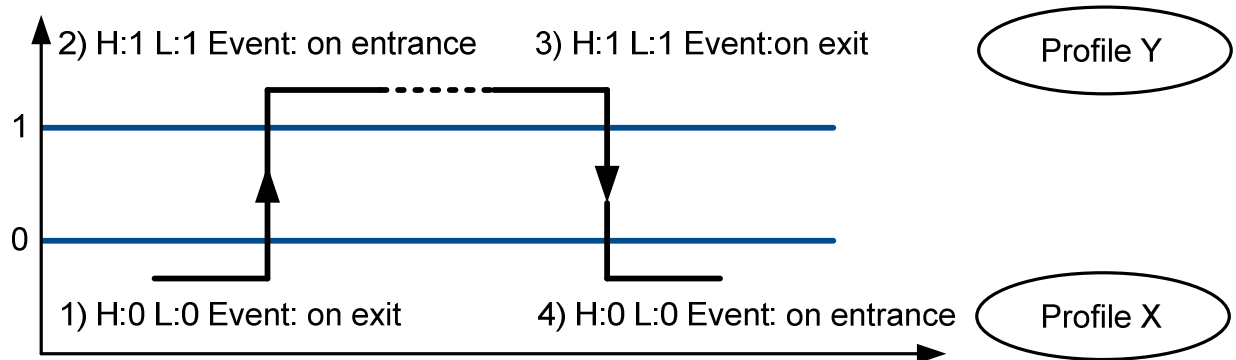 2) H:1 L:1 Event: on entrance
3) H:1 L:1 Event:on exit
Profile Y
1
0
1) H:0 L:0 Event: on exit
4) H:0 L:0 Event: on entrance
Profile X